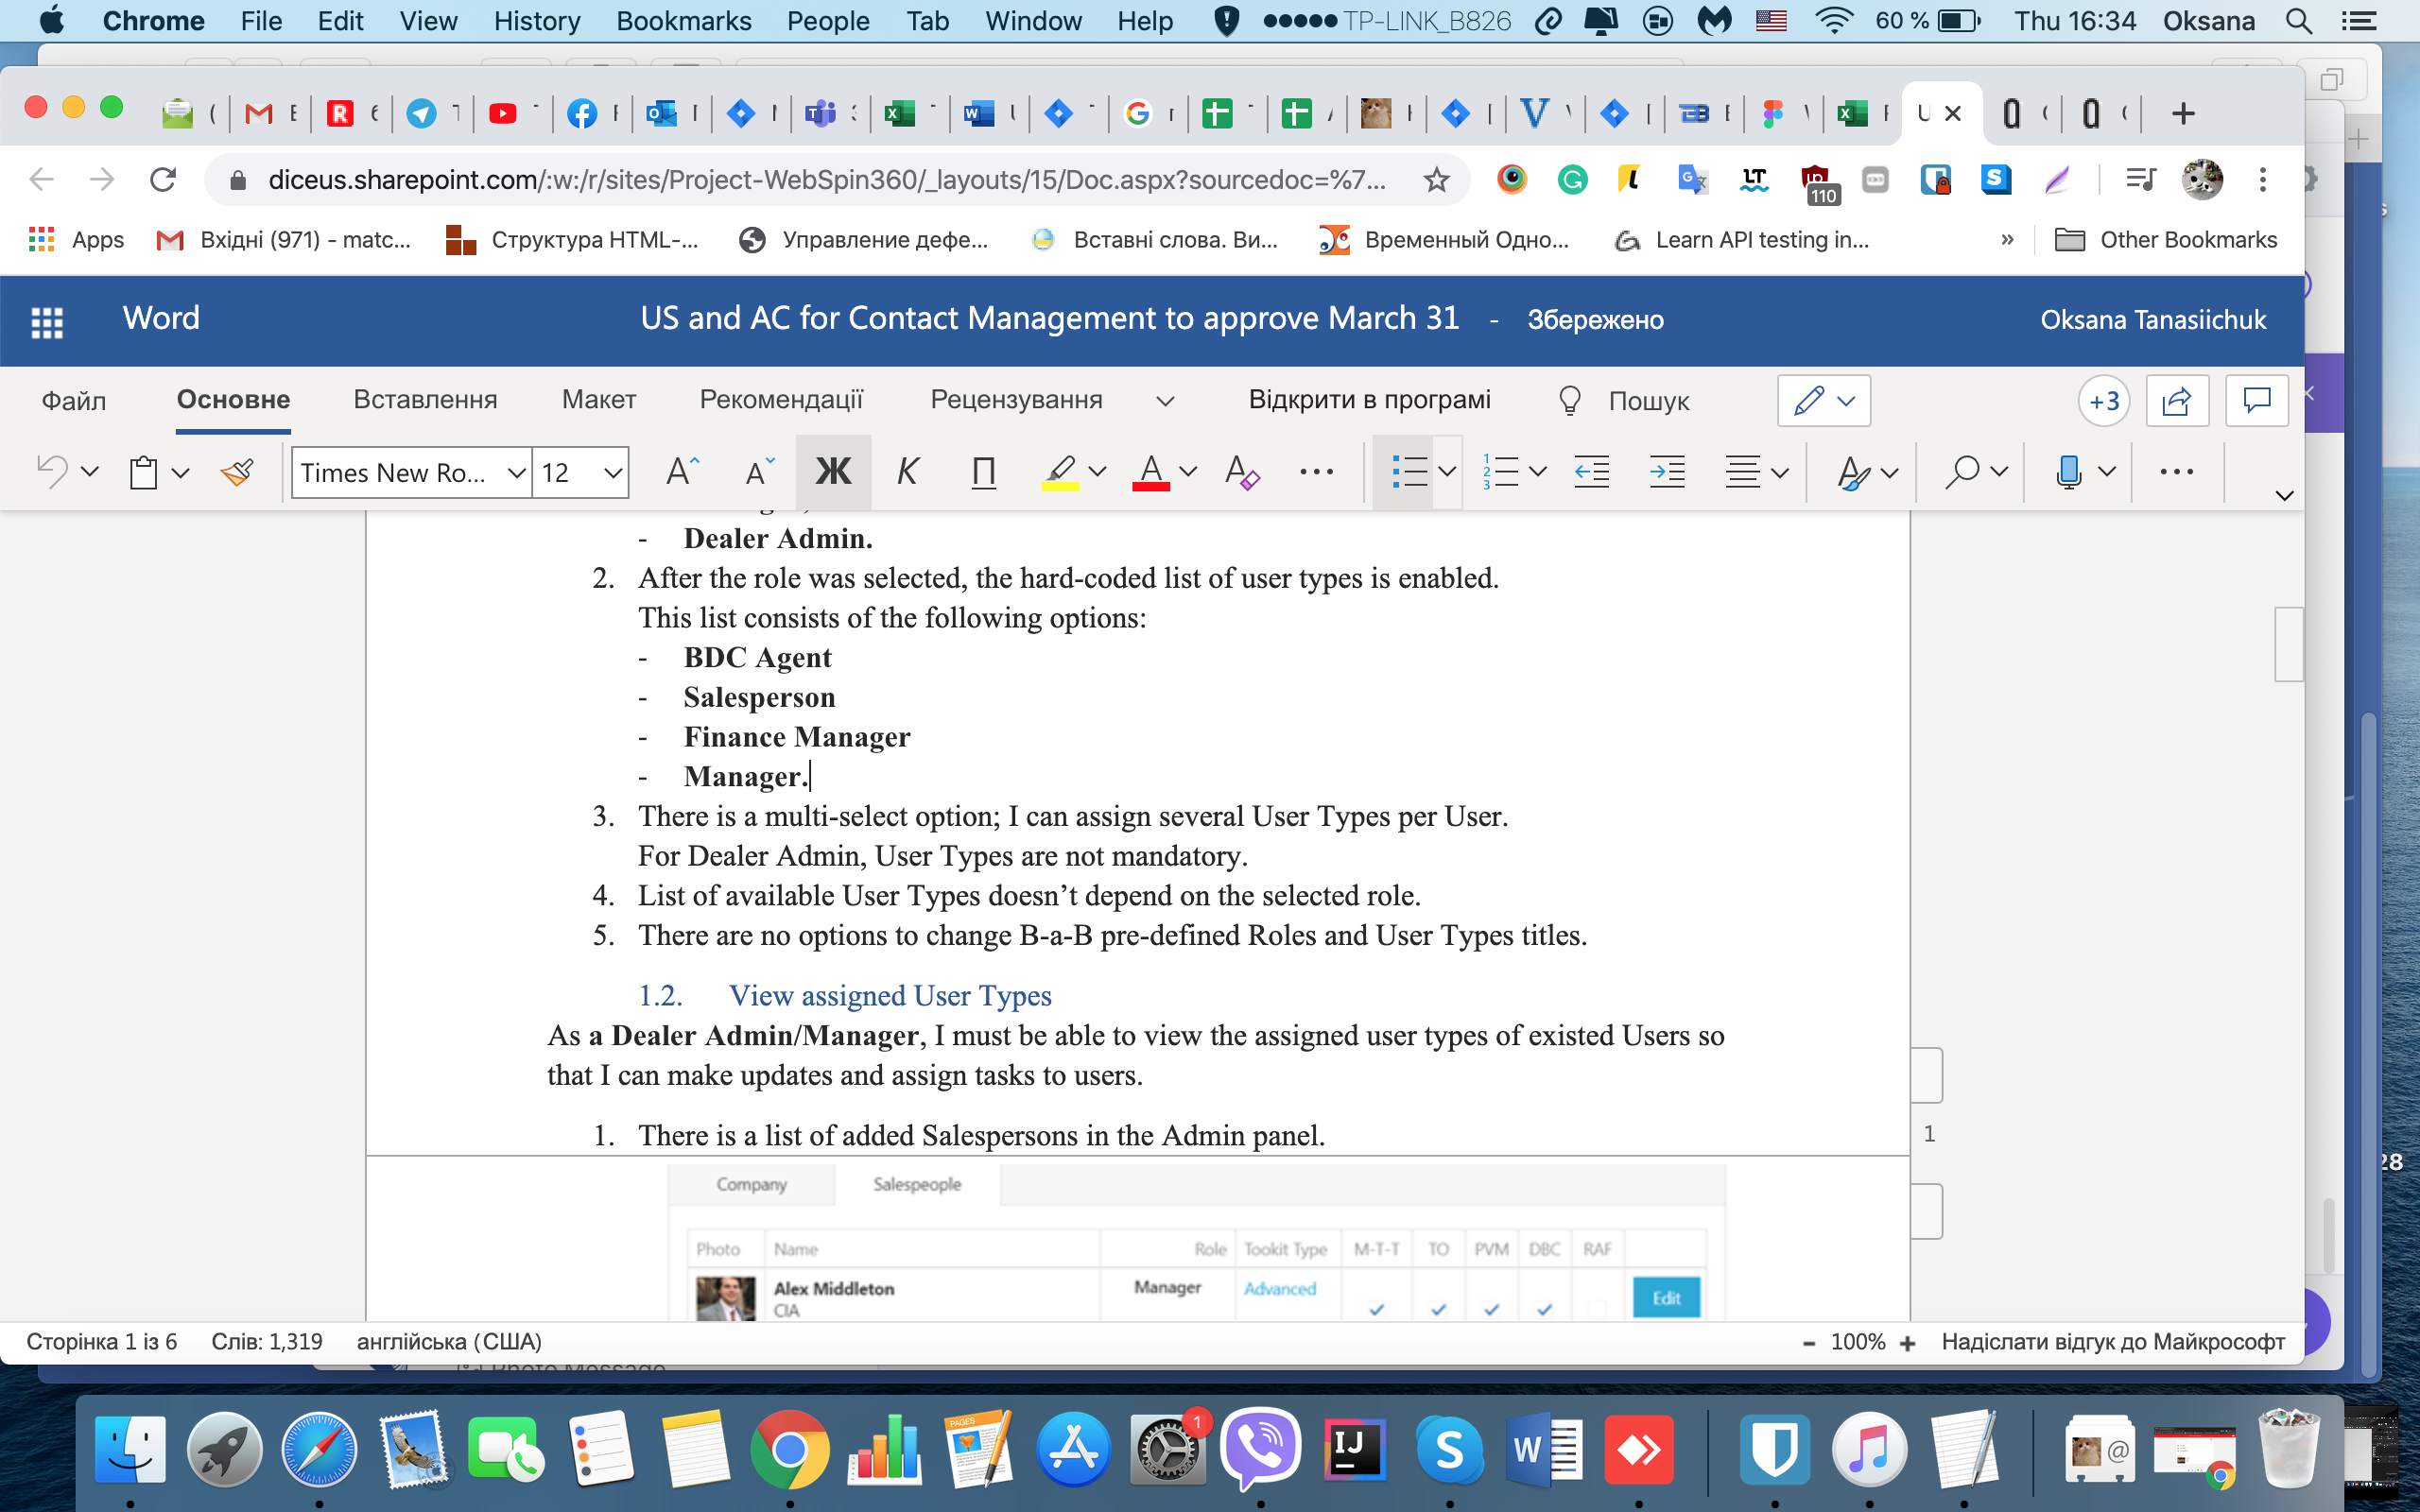 Chrome File Edit View History Bookmarks People Tab Window Help TP-LINK_B826 60 % Thu 16:34 Oksana
diceus.sharepoint.com/:w:/r/sites/Project-WebSpin360/_layouts/15/Doc.aspx?sourcedoc=%7...
110
Apps Вхідні (971) - matc... Структура HTML-... Управление дефе... Вставні слова. Ви... Временный Одно... Learn API testing in... » Other Bookmarks
Word US and AC for Contact Management to approve March 31 - Збережено Oksana Tanasiichuk
Файл Основне Вставлення Макет Рекомендації Рецензування Відкрити в програмі Пошук +3
Times New Ro... 12 Ж К П
- Dealer Admin.
2. After the role was selected, the hard-coded list of user types is enabled.
This list consists of the following options:
- BDC Agent
- Salesperson
- Finance Manager
- Manager.
3. There is a multi-select option; I can assign several User Types per User.
For Dealer Admin, User Types are not mandatory.
4. List of available User Types doesn’t depend on the selected role.
5. There are no options to change B-a-B pre-defined Roles and User Types titles.
1.2. View assigned User Types
As a Dealer Admin/Manager, I must be able to view the assigned user types of existed Users so
that I can make updates and assign tasks to users.
1. There is a list of added Salespersons in the Admin panel.
1
28
Company Salespeople
Photo Name Role Tookit Type M-T-T TO PVM DBC RAF
Alex Middleton Manager Advanced Edit
CIA
Сторінка 1 із 6 Слів: 1,319 англійська (США) - 100% + Надіслати відгук до Майкрософт
PAGES
1
IJ